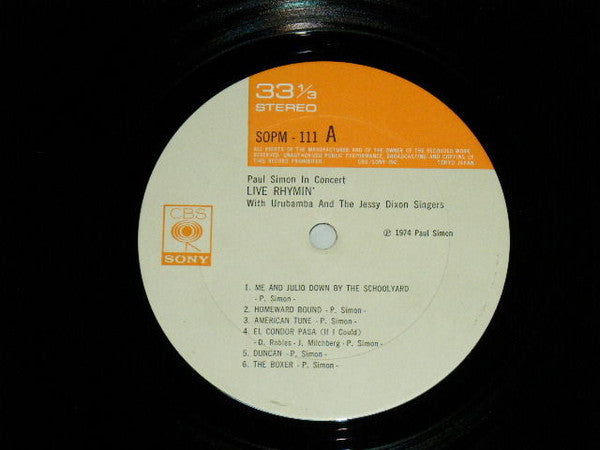 33 1/3
STEREO
SOPM - 111 A
ALL RIGHTS OF THE MANUFACTURER AND OF THE OWNER OF THE RECORDED WORK
RESERVED. UNAUTHORIZED PUBLIC PERFORMANCE, BROADCASTING AND COPYING OF
THIS RECORD PROHIBITED. CBS/SONY INC. TOKYO JAPAN
Paul Simon In Concert
LIVE RHYMIN'
With Urubamba And The Jessy Dixon Singers
CBS
SONY
℗ 1974 Paul Simon
1. ME AND JULIO DOWN BY THE SCHOOLYARD
- P. Simon -
2. HOMEWARD BOUND - P. Simon -
3. AMERICAN TUNE - P. Simon -
4. EL CONDOR PASA (If I Could)
- D. Robles - J. Milchberg - P. Simon -
5. DUNCAN - P. Simon -
6. THE BOXER - P. Simon -